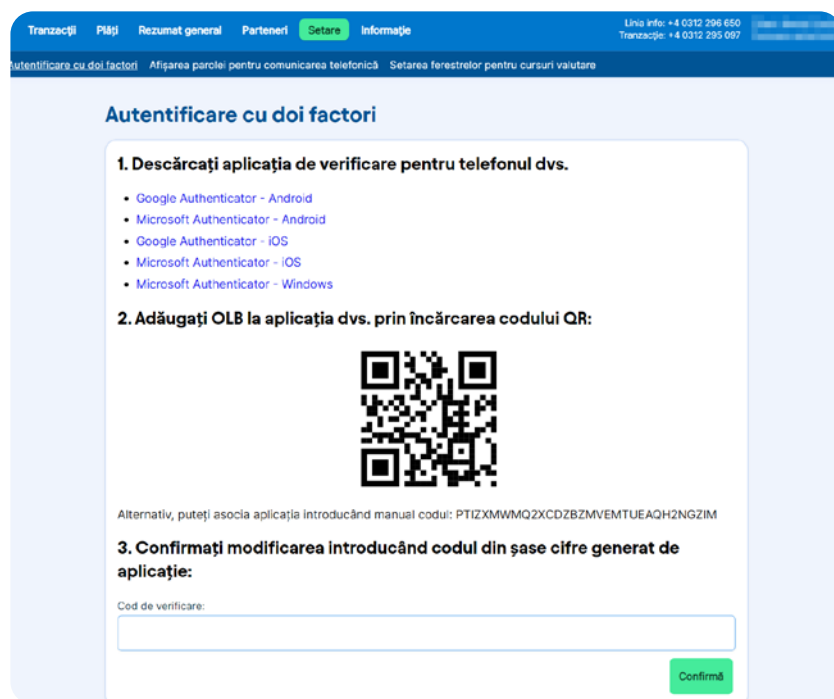 Tranzacții Plăți Rezumat general Parteneri Setare Informație
Linia info: +4 0312 296 650
Tranzacție: +4 0312 295 097
Autentificare cu doi factori Afișarea parolei pentru comunicarea telefonică Setarea ferestrelor pentru cursuri valutare
Autentificare cu doi factori
1. Descărcați aplicația de verificare pentru telefonul dvs.
• Google Authenticator - Android
• Microsoft Authenticator - Android
• Google Authenticator - iOS
• Microsoft Authenticator - iOS
• Microsoft Authenticator - Windows
2. Adăugați OLB la aplicația dvs. prin încărcarea codului QR:
Alternativ, puteți asocia aplicația introducând manual codul: PTIZXMWMQ2XCDZBZMVEMTUEAQH2NGZIM
3. Confirmați modificarea introducând codul din șase cifre generat de
aplicație:
Cod de verificare:
Confirmă